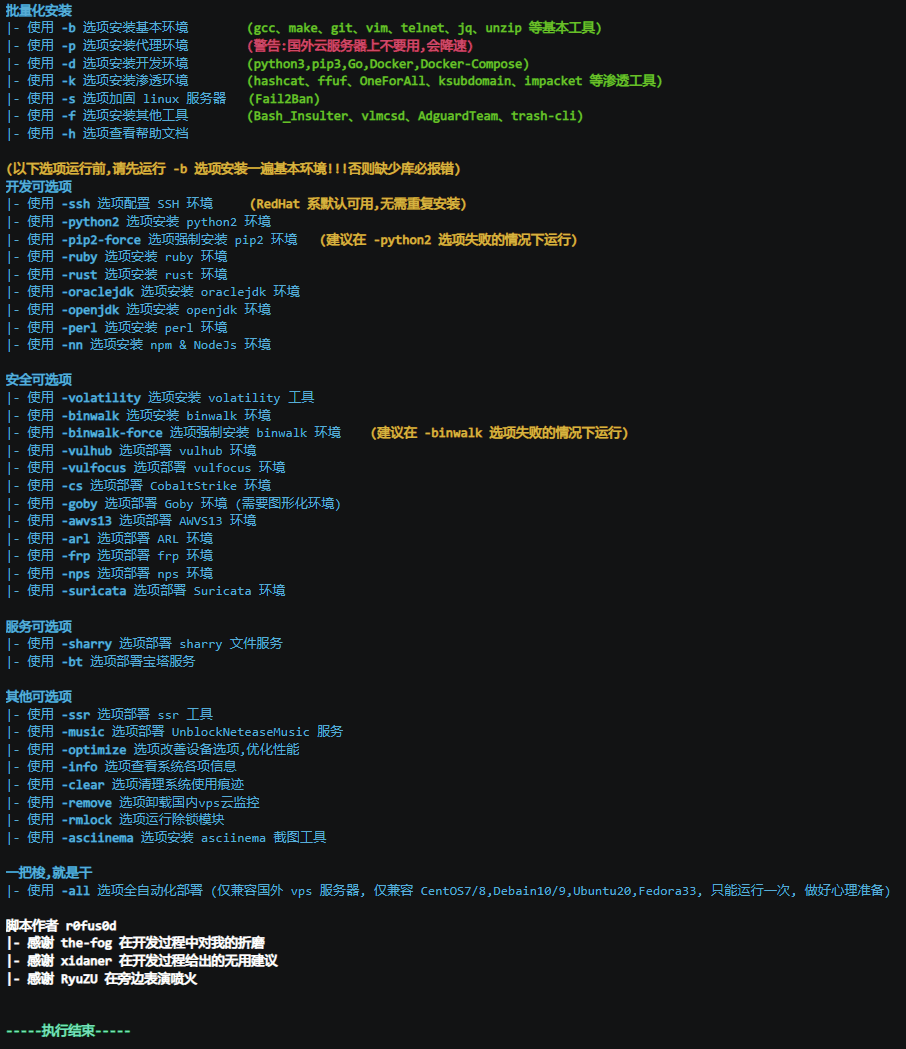 批量化安装
|- 使用 -b 选项安装基本环境 (gcc、make、git、vim、telnet、jq、unzip 等基本工具)
|- 使用 -p 选项安装代理环境 (警告:国外云服务器上不要用,会降速)
|- 使用 -d 选项安装开发环境 (python3,pip3,Go,Docker,Docker-Compose)
|- 使用 -k 选项安装渗透环境 (hashcat、ffuf、OneForAll、ksubdomain、impacket 等渗透工具)
|- 使用 -s 选项加固 linux 服务器 (Fail2Ban)
|- 使用 -f 选项安装其他工具 (Bash_Insulter、vlmcsd、AdguardTeam、trash-cli)
|- 使用 -h 选项查看帮助文档
(以下选项运行前,请先运行 -b 选项安装一遍基本环境!!!否则缺少库必报错)
开发可选项
|- 使用 -ssh 选项配置 SSH 环境 (RedHat 系默认可用,无需重复安装)
|- 使用 -python2 选项安装 python2 环境
|- 使用 -pip2-force 选项强制安装 pip2 环境 (建议在 -python2 选项失败的情况下运行)
|- 使用 -ruby 选项安装 ruby 环境
|- 使用 -rust 选项安装 rust 环境
|- 使用 -oraclejdk 选项安装 oraclejdk 环境
|- 使用 -openjdk 选项安装 openjdk 环境
|- 使用 -perl 选项安装 perl 环境
|- 使用 -nn 选项安装 npm & NodeJs 环境
安全可选项
|- 使用 -volatility 选项安装 volatility 工具
|- 使用 -binwalk 选项安装 binwalk 环境
|- 使用 -binwalk-force 选项强制安装 binwalk 环境 (建议在 -binwalk 选项失败的情况下运行)
|- 使用 -vulhub 选项部署 vulhub 环境
|- 使用 -vulfocus 选项部署 vulfocus 环境
|- 使用 -cs 选项部署 CobaltStrike 环境
|- 使用 -goby 选项部署 Goby 环境 (需要图形化环境)
|- 使用 -awvs13 选项部署 AWVS13 环境
|- 使用 -arl 选项部署 ARL 环境
|- 使用 -frp 选项部署 frp 环境
|- 使用 -nps 选项部署 nps 环境
|- 使用 -suricata 选项部署 Suricata 环境
服务可选项
|- 使用 -sharry 选项部署 sharry 文件服务
|- 使用 -bt 选项部署宝塔服务
其他可选项
|- 使用 -ssr 选项部署 ssr 工具
|- 使用 -music 选项部署 UnblockNeteaseMusic 服务
|- 使用 -optimize 选项改善设备选项,优化性能
|- 使用 -info 选项查看系统各项信息
|- 使用 -clear 选项清理系统使用痕迹
|- 使用 -remove 选项卸载国内vps云监控
|- 使用 -rmlock 选项运行除锁模块
|- 使用 -asciinema 选项安装 asciinema 截图工具
一把梭,就是干
|- 使用 -all 选项全自动化部署 (仅兼容国外 vps 服务器, 仅兼容 CentOS7/8,Debain10/9,Ubuntu20,Fedora33, 只能运行一次, 做好心理准备)
脚本作者 r0fus0d
|- 感谢 the-fog 在开发过程中对我的折磨
|- 感谢 xidaner 在开发过程给出的无用建议
|- 感谢 RyuZU 在旁边表演喷火
-----执行结束-----